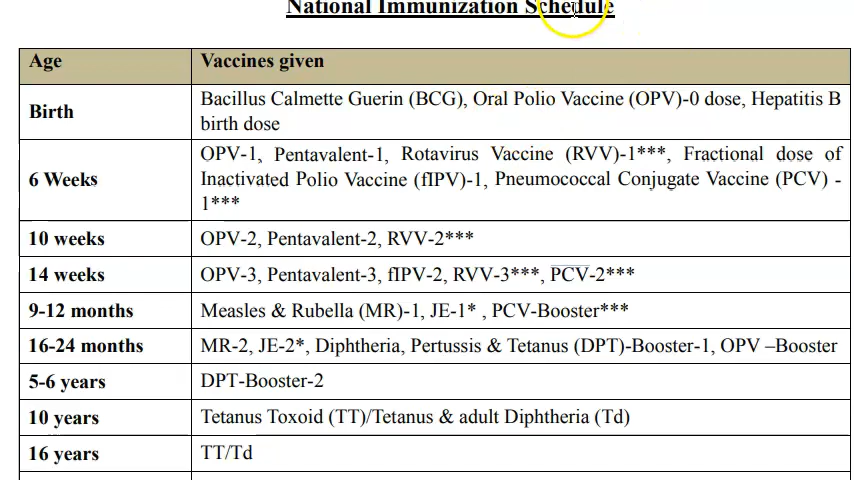 National Immunization Schedule
Age Vaccines given
Birth Bacillus Calmette Guerin (BCG), Oral Polio Vaccine (OPV)-0 dose, Hepatitis B
birth dose
6 Weeks OPV-1, Pentavalent-1, Rotavirus Vaccine (RVV)-1***, Fractional dose of
Inactivated Polio Vaccine (fIPV)-1, Pneumococcal Conjugate Vaccine (PCV) -
1***
10 weeks OPV-2, Pentavalent-2, RVV-2***
14 weeks OPV-3, Pentavalent-3, fIPV-2, RVV-3***, PCV-2***
9-12 months Measles & Rubella (MR)-1, JE-1* , PCV-Booster***
16-24 months MR-2, JE-2*, Diphtheria, Pertussis & Tetanus (DPT)-Booster-1, OPV –Booster
5-6 years DPT-Booster-2
10 years Tetanus Toxoid (TT)/Tetanus & adult Diphtheria (Td)
16 years TT/Td